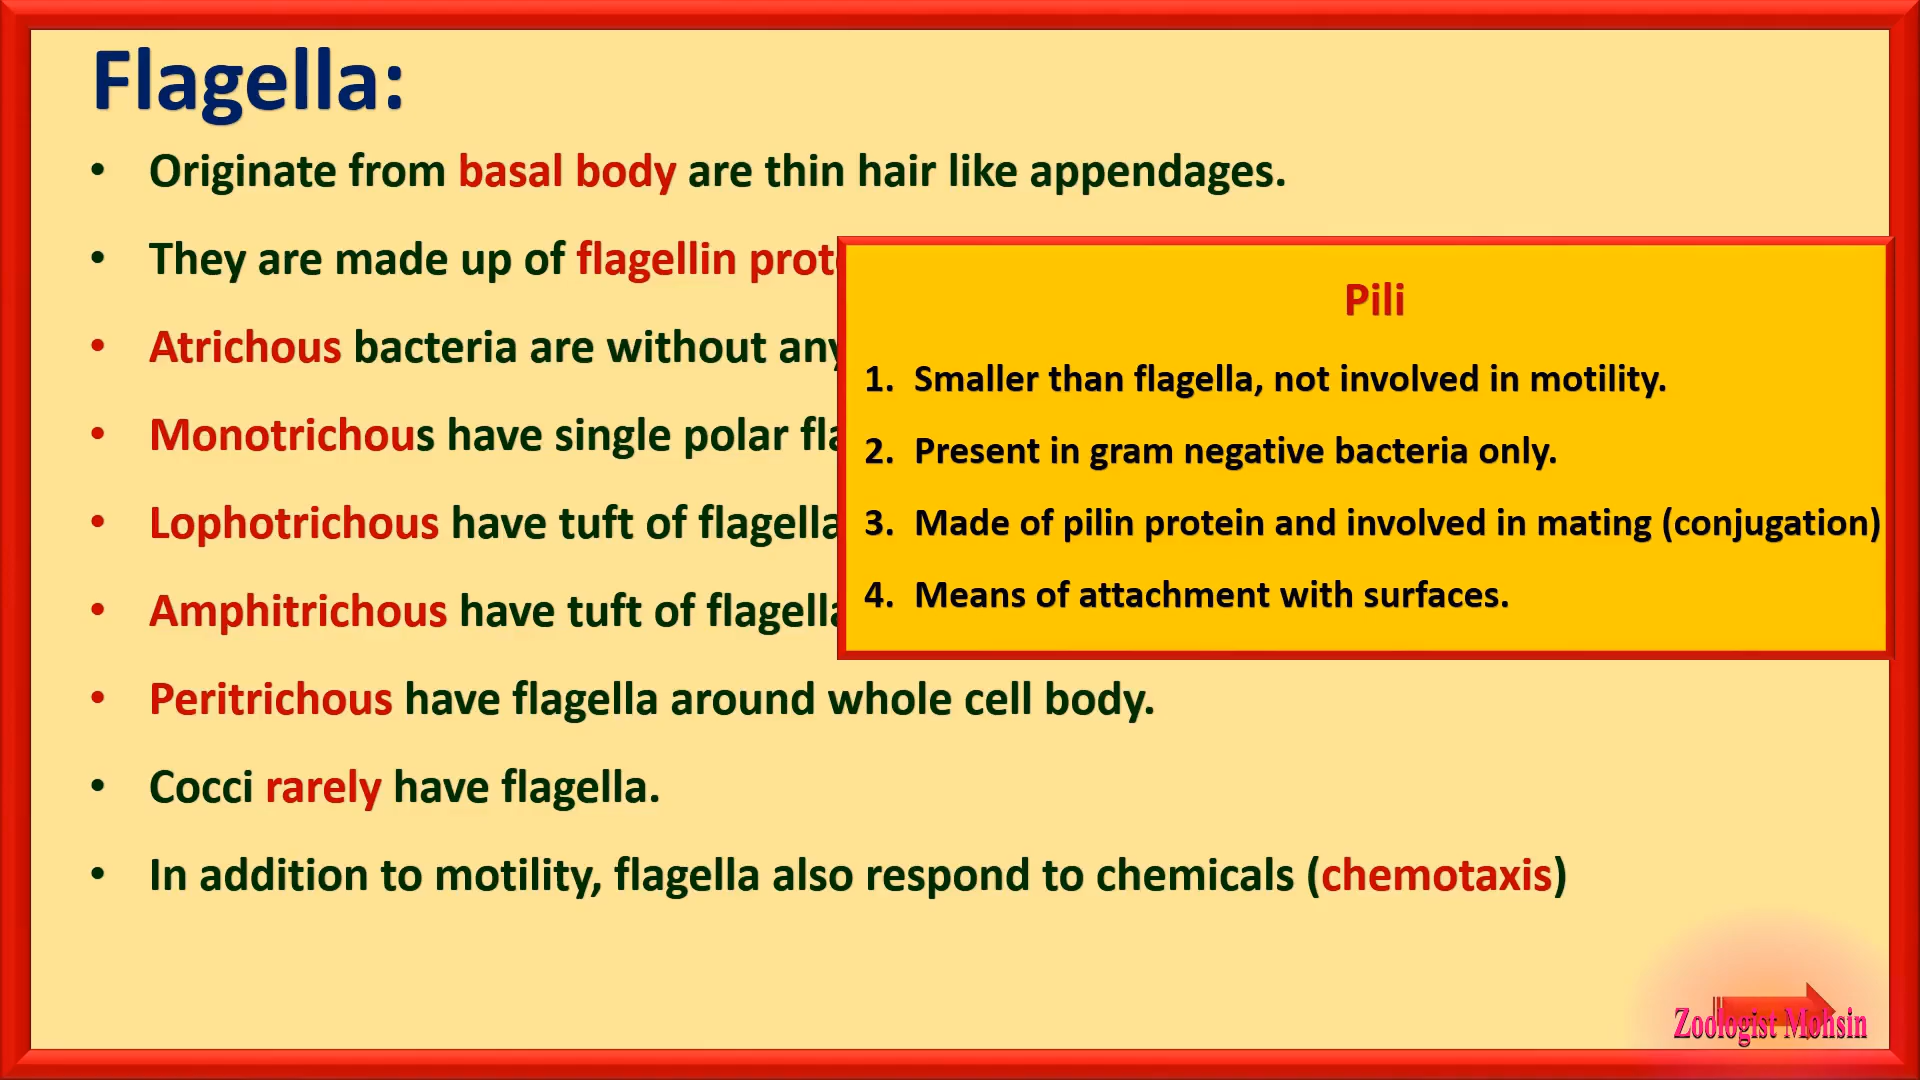 Flagella:
• Originate from basal body are thin hair like appendages.
• They are made up of flagellin
• Atrichous bacteria are without
• Monotrichous have single polar
• Lophotrichous have tuft of flagella
• Amphitrichous have tuft of flagella
• Peritrichous have flagella around whole cell body.
• Cocci rarely have flagella.
• In addition to motility, flagella also respond to chemicals (chemotaxis)
Pili
1. Smaller than flagella, not involved in motility.
2. Present in gram negative bacteria only.
3. Made of pilin protein and involved in mating (conjugation)
4. Means of attachment with surfaces.
Zoologist Mohsin